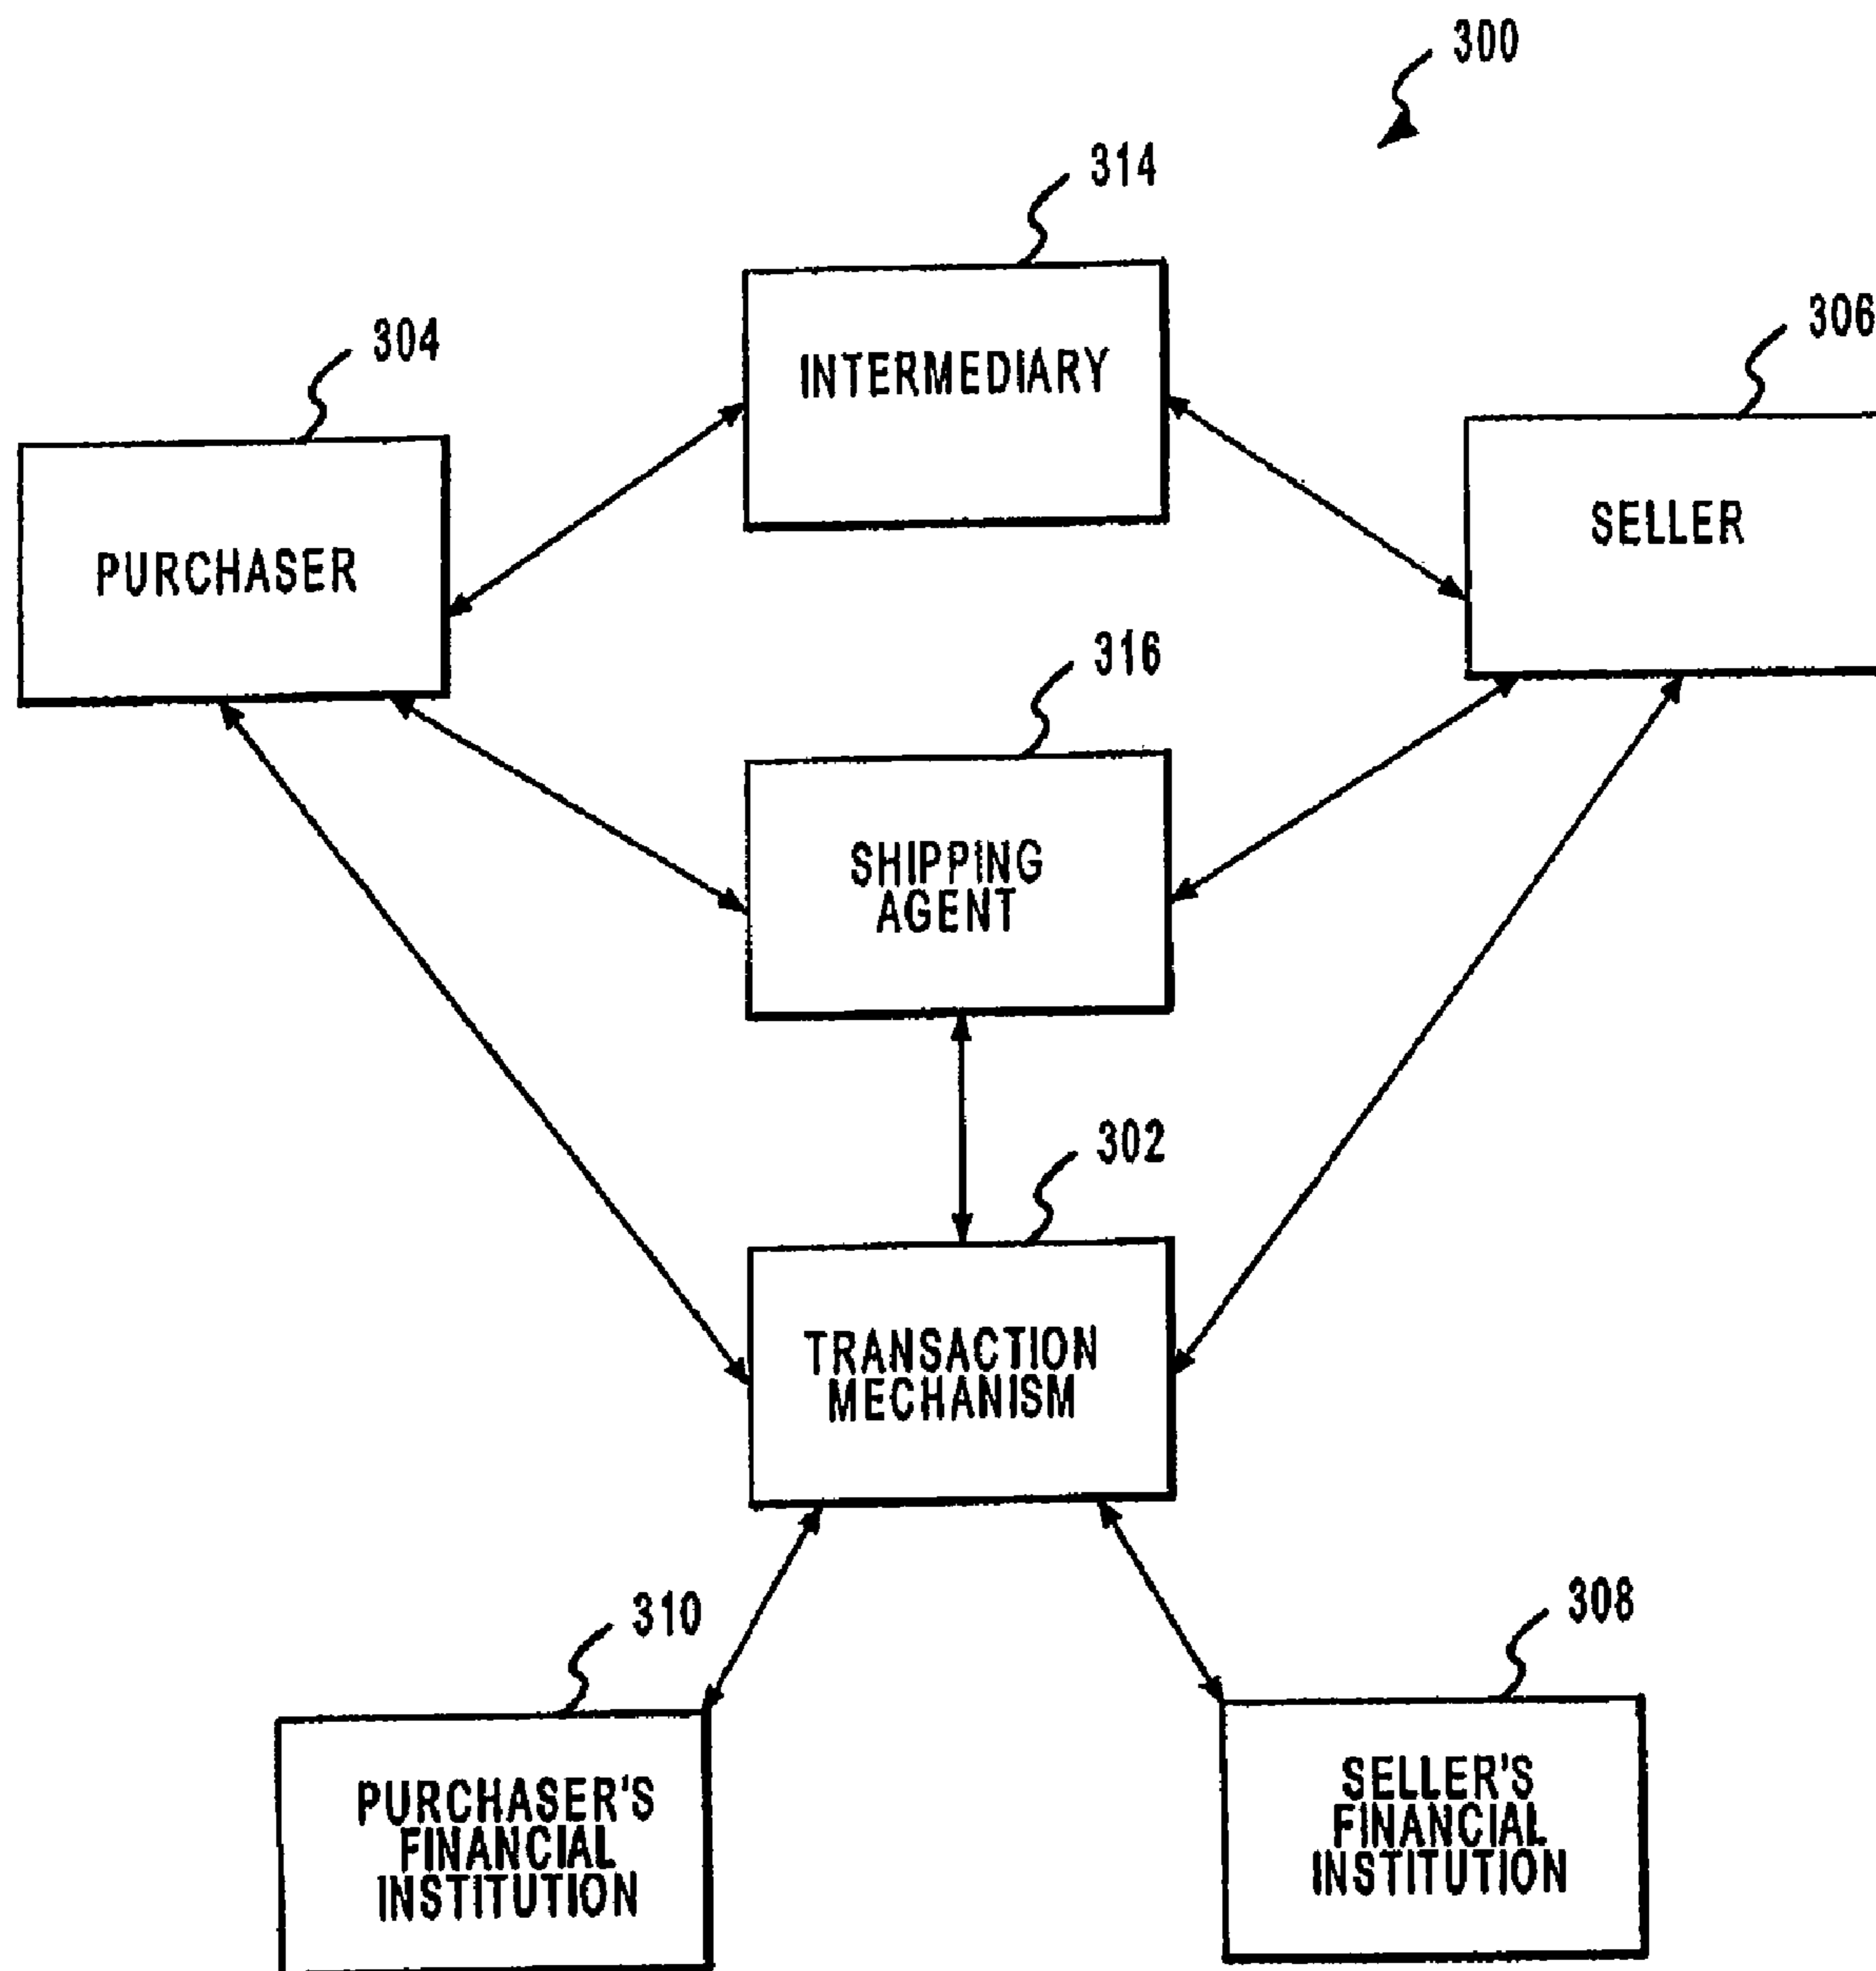 300
314
INTERMEDIARY
304
PURCHASER
306
SELLER
316
SHIPPING
AGENT
302
TRANSACTION
MECHANISM
310
PURCHASER'S
FINANCIAL
INSTITUTION
308
SELLER'S
FINANCIAL
INSTITUTION